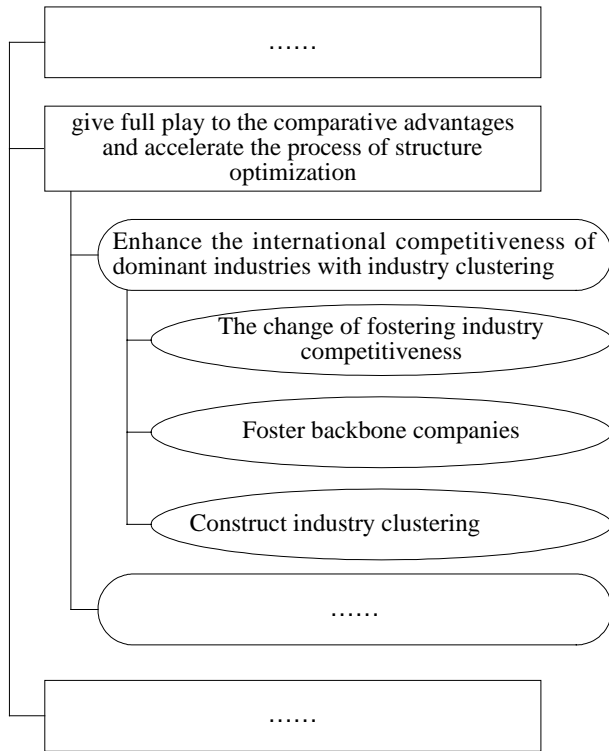 ......
give full play to the comparative advantages
and accelerate the process of structure
optimization
Enhance the international competitiveness of
dominant industries with industry clustering
The change of fostering industry
competitiveness
Foster backbone companies
Construct industry clustering
......
......